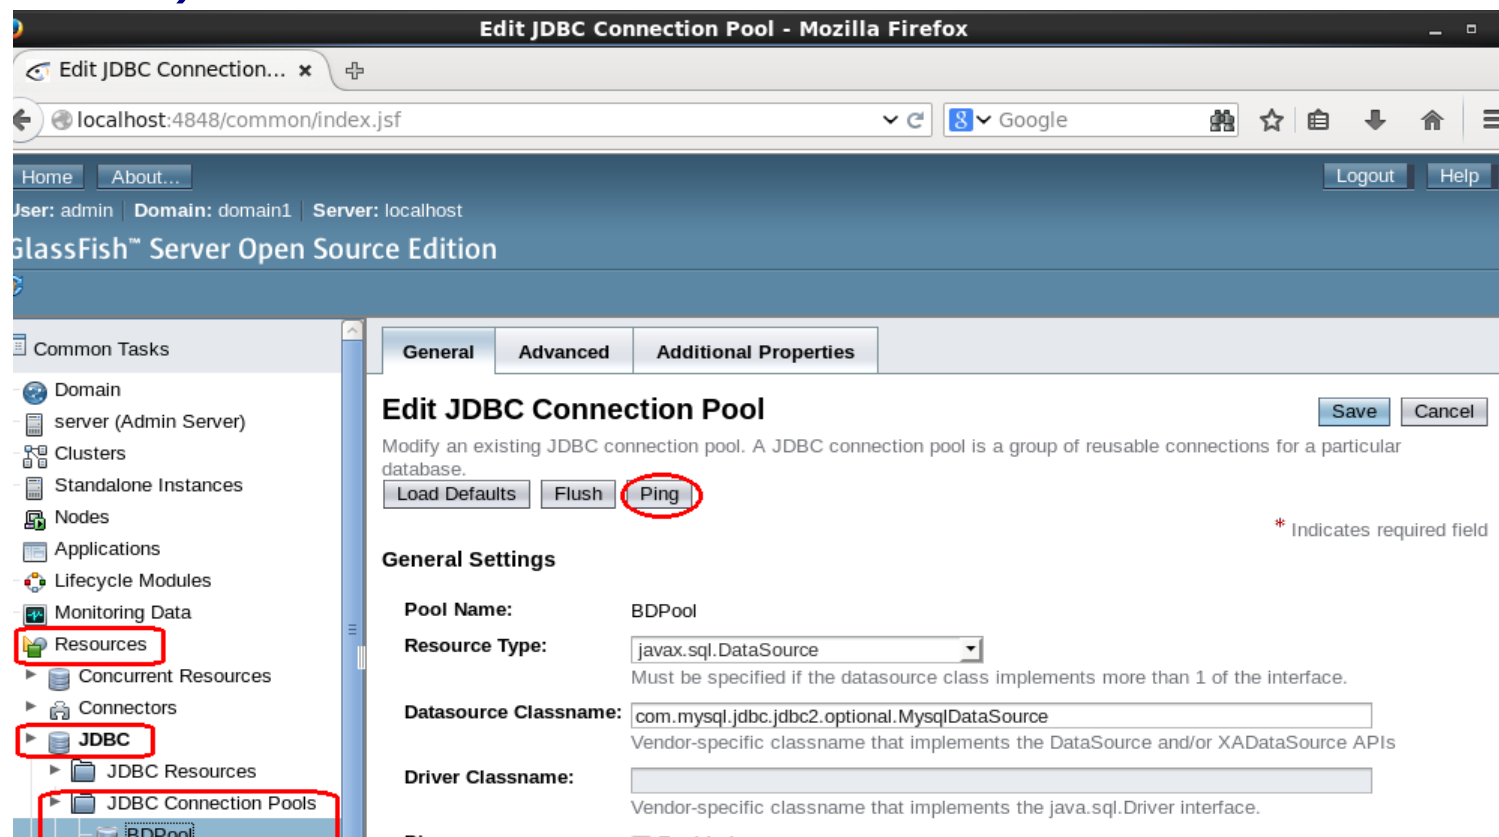 Edit JDBC Connection Pool - Mozilla Firefox
Edit JDBC Connection...
localhost:4848/common/index.jsf
Google
Home About... Logout Help
User: admin Domain: domain1 Server: localhost
GlassFish™ Server Open Source Edition
Common Tasks
Domain
server (Admin Server)
Clusters
Standalone Instances
Nodes
Applications
Lifecycle Modules
Monitoring Data
Resources
Concurrent Resources
Connectors
JDBC
JDBC Resources
JDBC Connection Pools
BDPool
General Advanced Additional Properties
Edit JDBC Connection Pool
Save Cancel
Modify an existing JDBC connection pool. A JDBC connection pool is a group of reusable connections for a particular
database.
Load Defaults Flush Ping
* Indicates required field
General Settings
Pool Name: BDPool
Resource Type: javax.sql.DataSource
Must be specified if the datasource class implements more than 1 of the interface.
Datasource Classname: com.mysql.jdbc.jdbc2.optional.MysqlDataSource
Vendor-specific classname that implements the DataSource and/or XADataSource APIs
Driver Classname:
Vendor-specific classname that implements the java.sql.Driver interface.